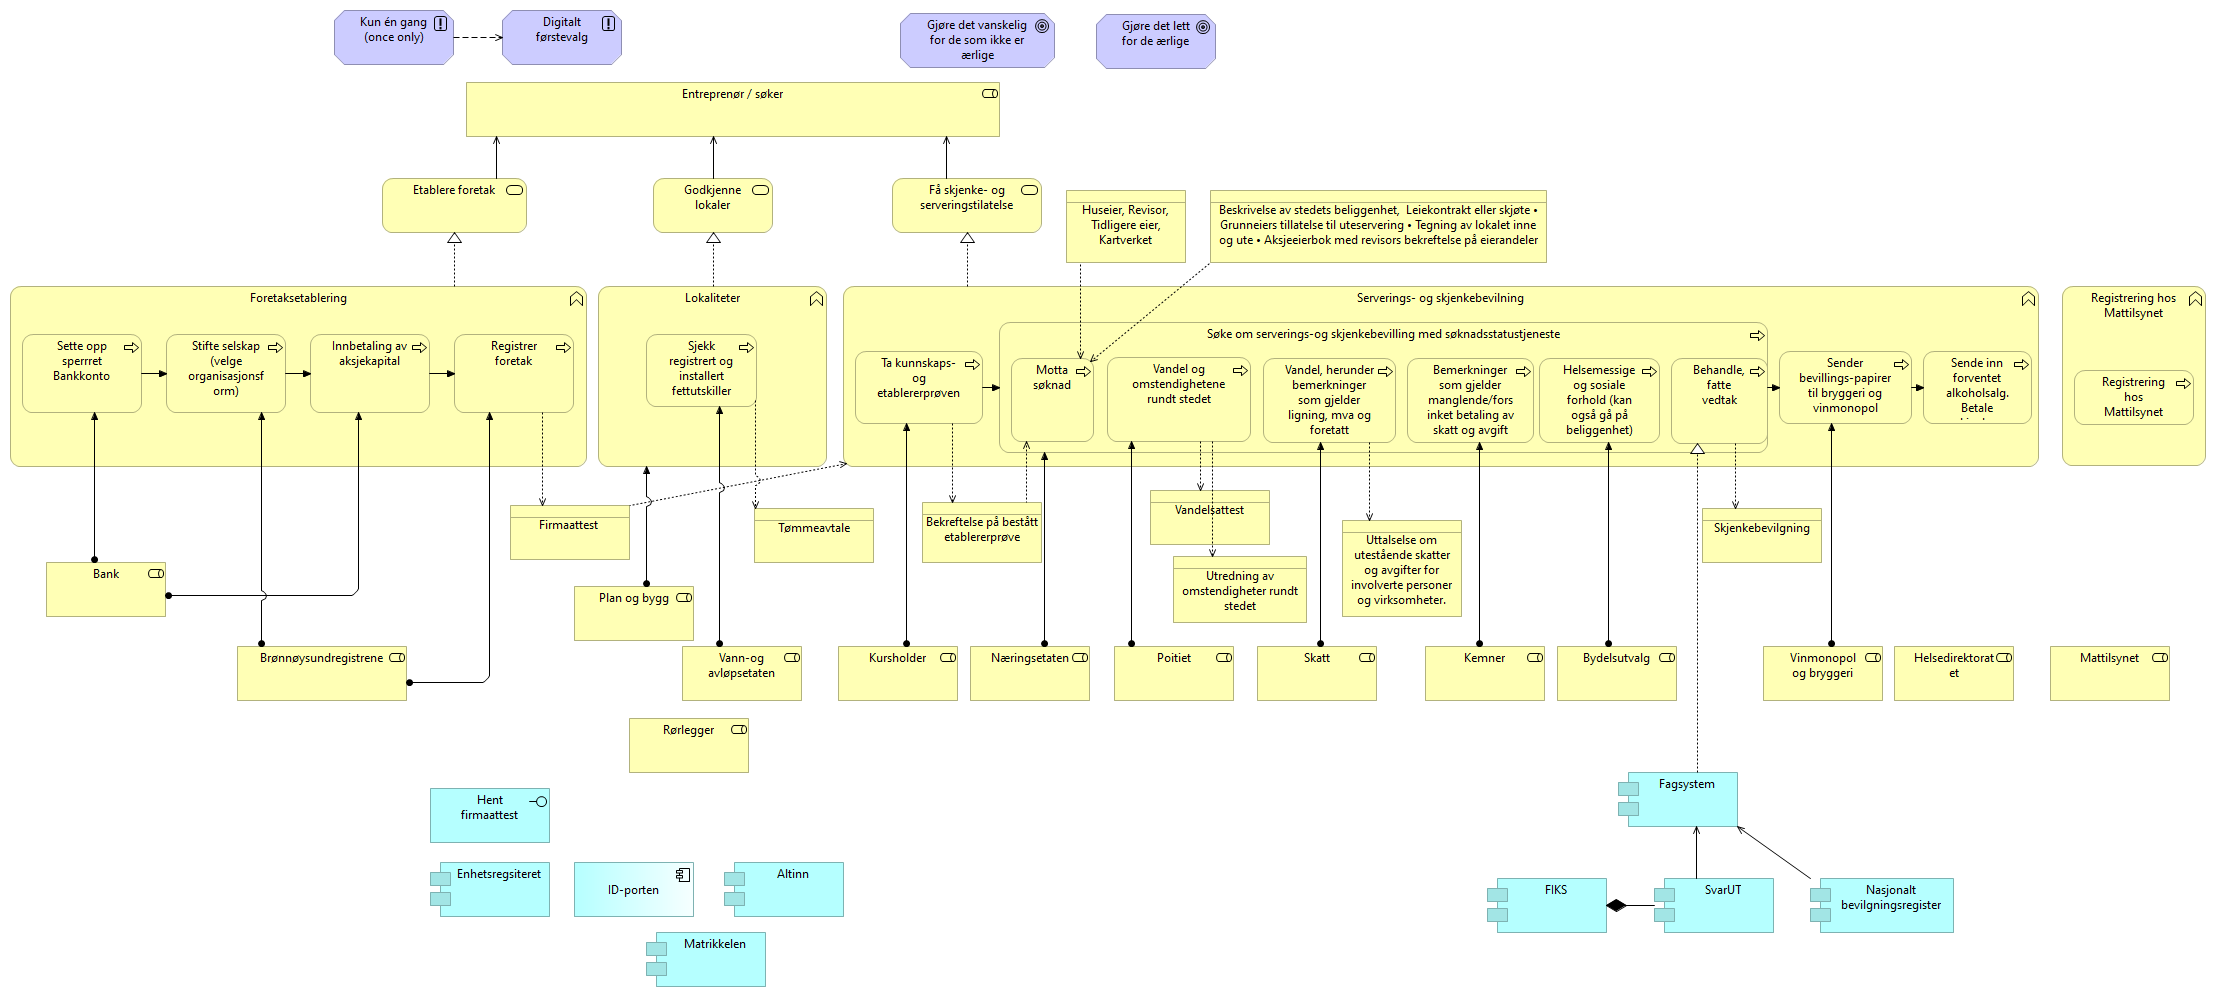 Kun én gang
(once only)
Digitalt
førstevalg
Gjøre det vanskelig
for de som ikke er
ærlige
Gjøre det lett
for de ærlige
Entreprenør / søker
Etablere foretak
Godkjenne
lokaler
Få skjenke- og
serveringstilatelse
Huseier, Revisor,
Tidligere eier,
Kartverket
Beskrivelse av stedets beliggenhet,  Leiekontrakt eller skjøte •
Grunneiers tillatelse til uteservering • Tegning av lokalet inne
og ute • Aksjeeierbok med revisors bekreftelse på eierandeler
Foretaksetablering
Sette opp
sperrret
Bankkonto
Stifte selskap
(velge
organisasjonsf
orm)
Innbetaling av
aksjekapital
Registrer
foretak
Lokaliteter
Sjekk
registrert og
installert
fettutskiller
Serverings- og skjenkebevilning
Søke om serverings-og skjenkebevilling med søknadsstatustjeneste
Ta kunnskaps-
og
etablererprøven
Motta
søknad
Vandel og
omstendighetene
rundt stedet
Vandel, herunder
bemerkninger
som gjelder
ligning, mva og
foretatt
Bemerkninger
som gjelder
manglende/fors
inket betaling av
skatt og avgift
Helsemessige
og sosiale
forhold (kan
også gå på
beliggenhet)
Behandle,
fatte
vedtak
Sender
bevillings-papirer
til bryggeri og
vinmonopol
Sende inn
forventet
alkoholsalg.
Betale
Registrering hos
Mattilsynet
Registrering
hos
Mattilsynet
Firmaattest
Tømmeavtale
Bekreftelse på bestått
etablererprøve
Vandelsattest
Utredning av
omstendigheter rundt
stedet
Uttalselse om
utestående skatter
og avgifter for
involverte personer
og virksomheter.
Skjenkebevilgning
Bank
Brønnøysundregistrene
Plan og bygg
Vann-og
avløpsetaten
Kursholder
Næringsetaten
Poitiet
Skatt
Kemner
Bydelsutvalg
Vinmonopol
og bryggeri
Helsedirektorat
et
Mattilsynet
Rørlegger
Hent
firmaattest
Enhetsregsiteret
ID-porten
Altinn
Matrikkelen
Fagsystem
FIKS
SvarUT
Nasjonalt
bevilgningsregister